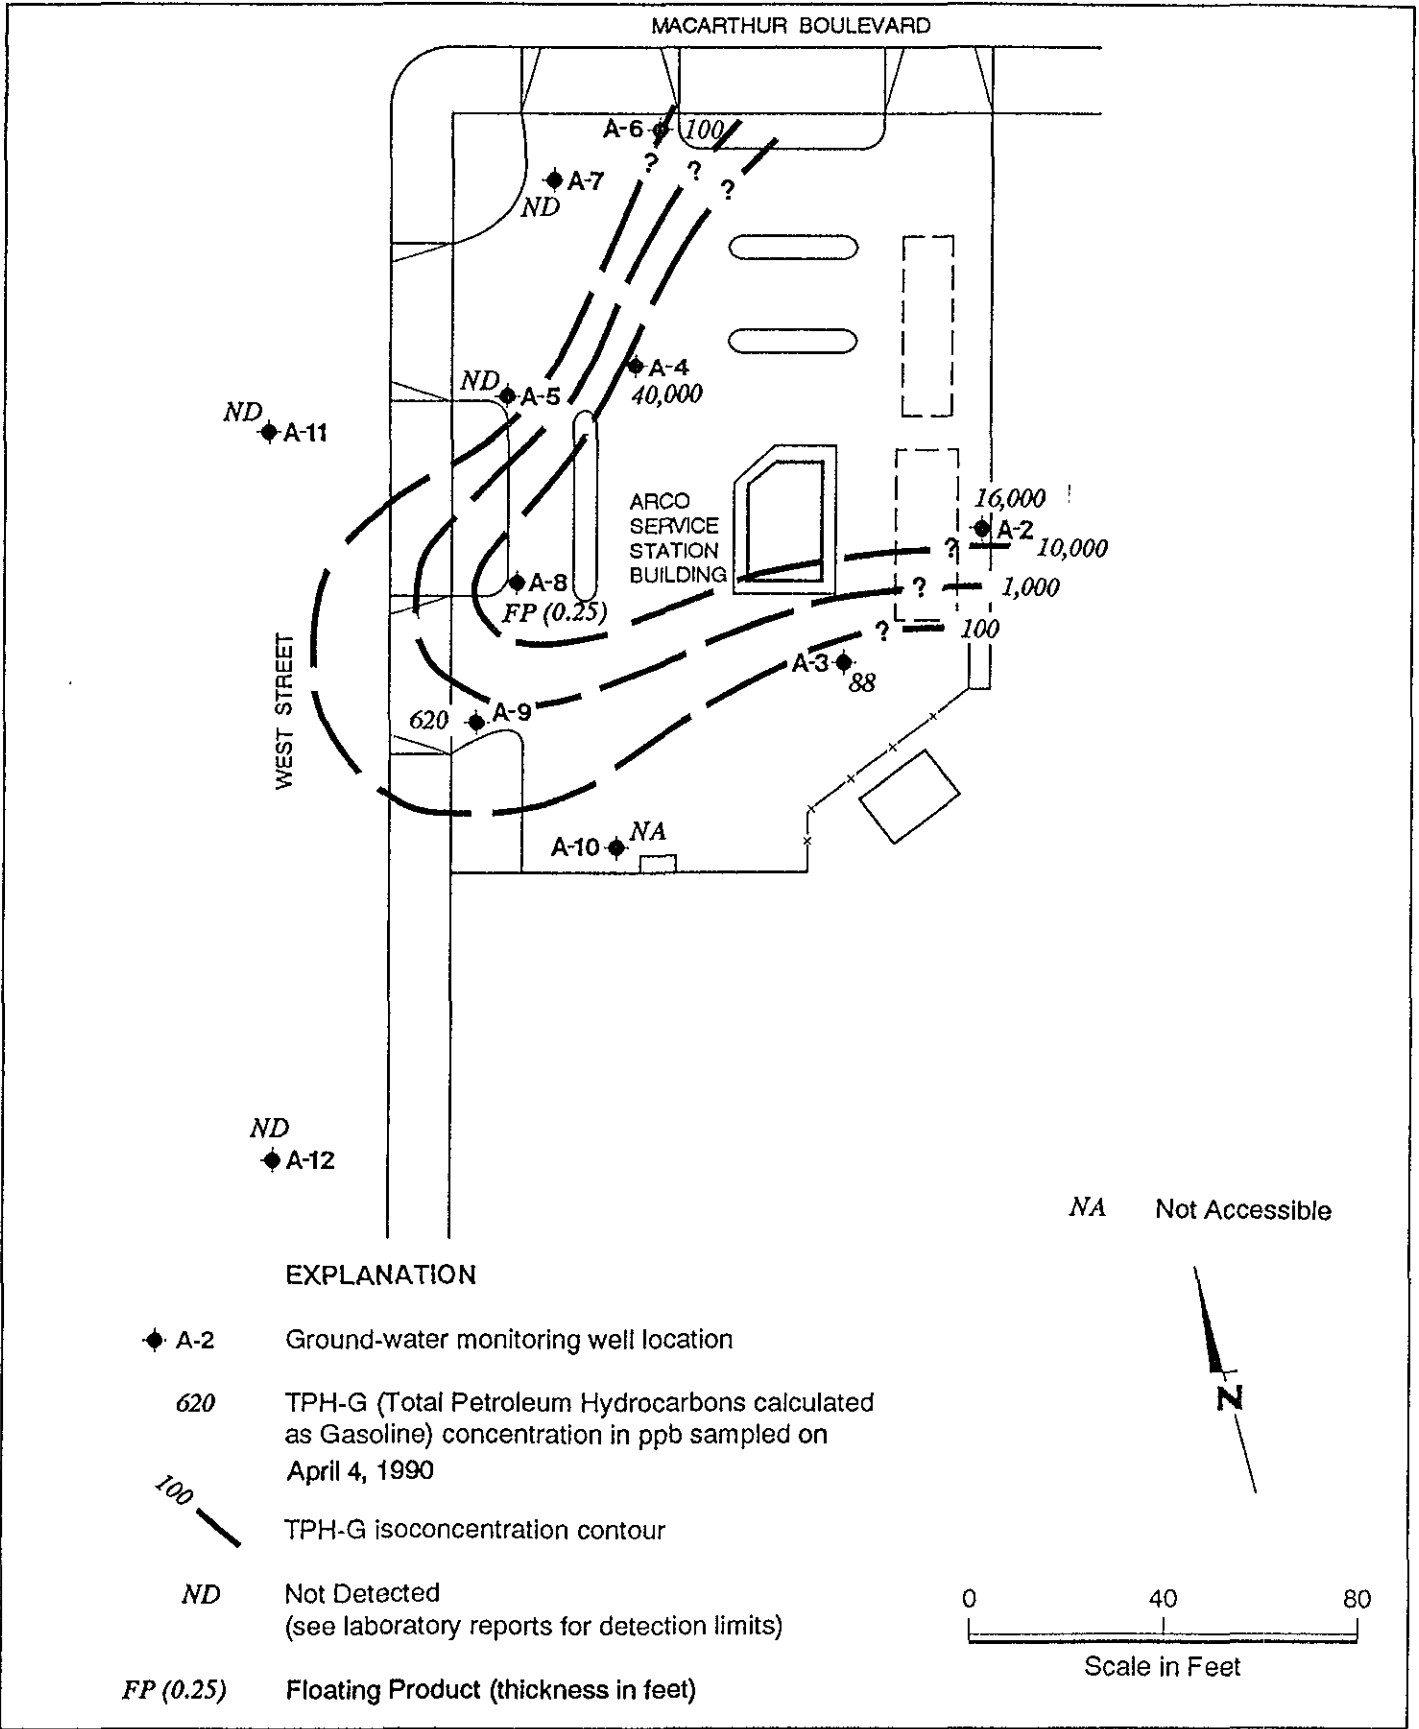 MACARTHUR BOULEVARD
A-6 100
?
?
?
A-7
ND
A-4
40,000
ND
A-5
ND
A-11
ARCO
SERVICE
STATION
BUILDING
16,000
A-2
? 10,000
? 1,000
? 100
A-8
FP (0.25)
A-3
88
WEST STREET
620 A-9
A-10 NA
ND
A-12
NA Not Accessible
EXPLANATION
A-2 Ground-water monitoring well location
620 TPH-G (Total Petroleum Hydrocarbons calculated
as Gasoline) concentration in ppb sampled on
April 4, 1990
100
TPH-G isoconcentration contour
ND Not Detected
(see laboratory reports for detection limits)
FP (0.25) Floating Product (thickness in feet)
N
0 40 80
Scale in Feet